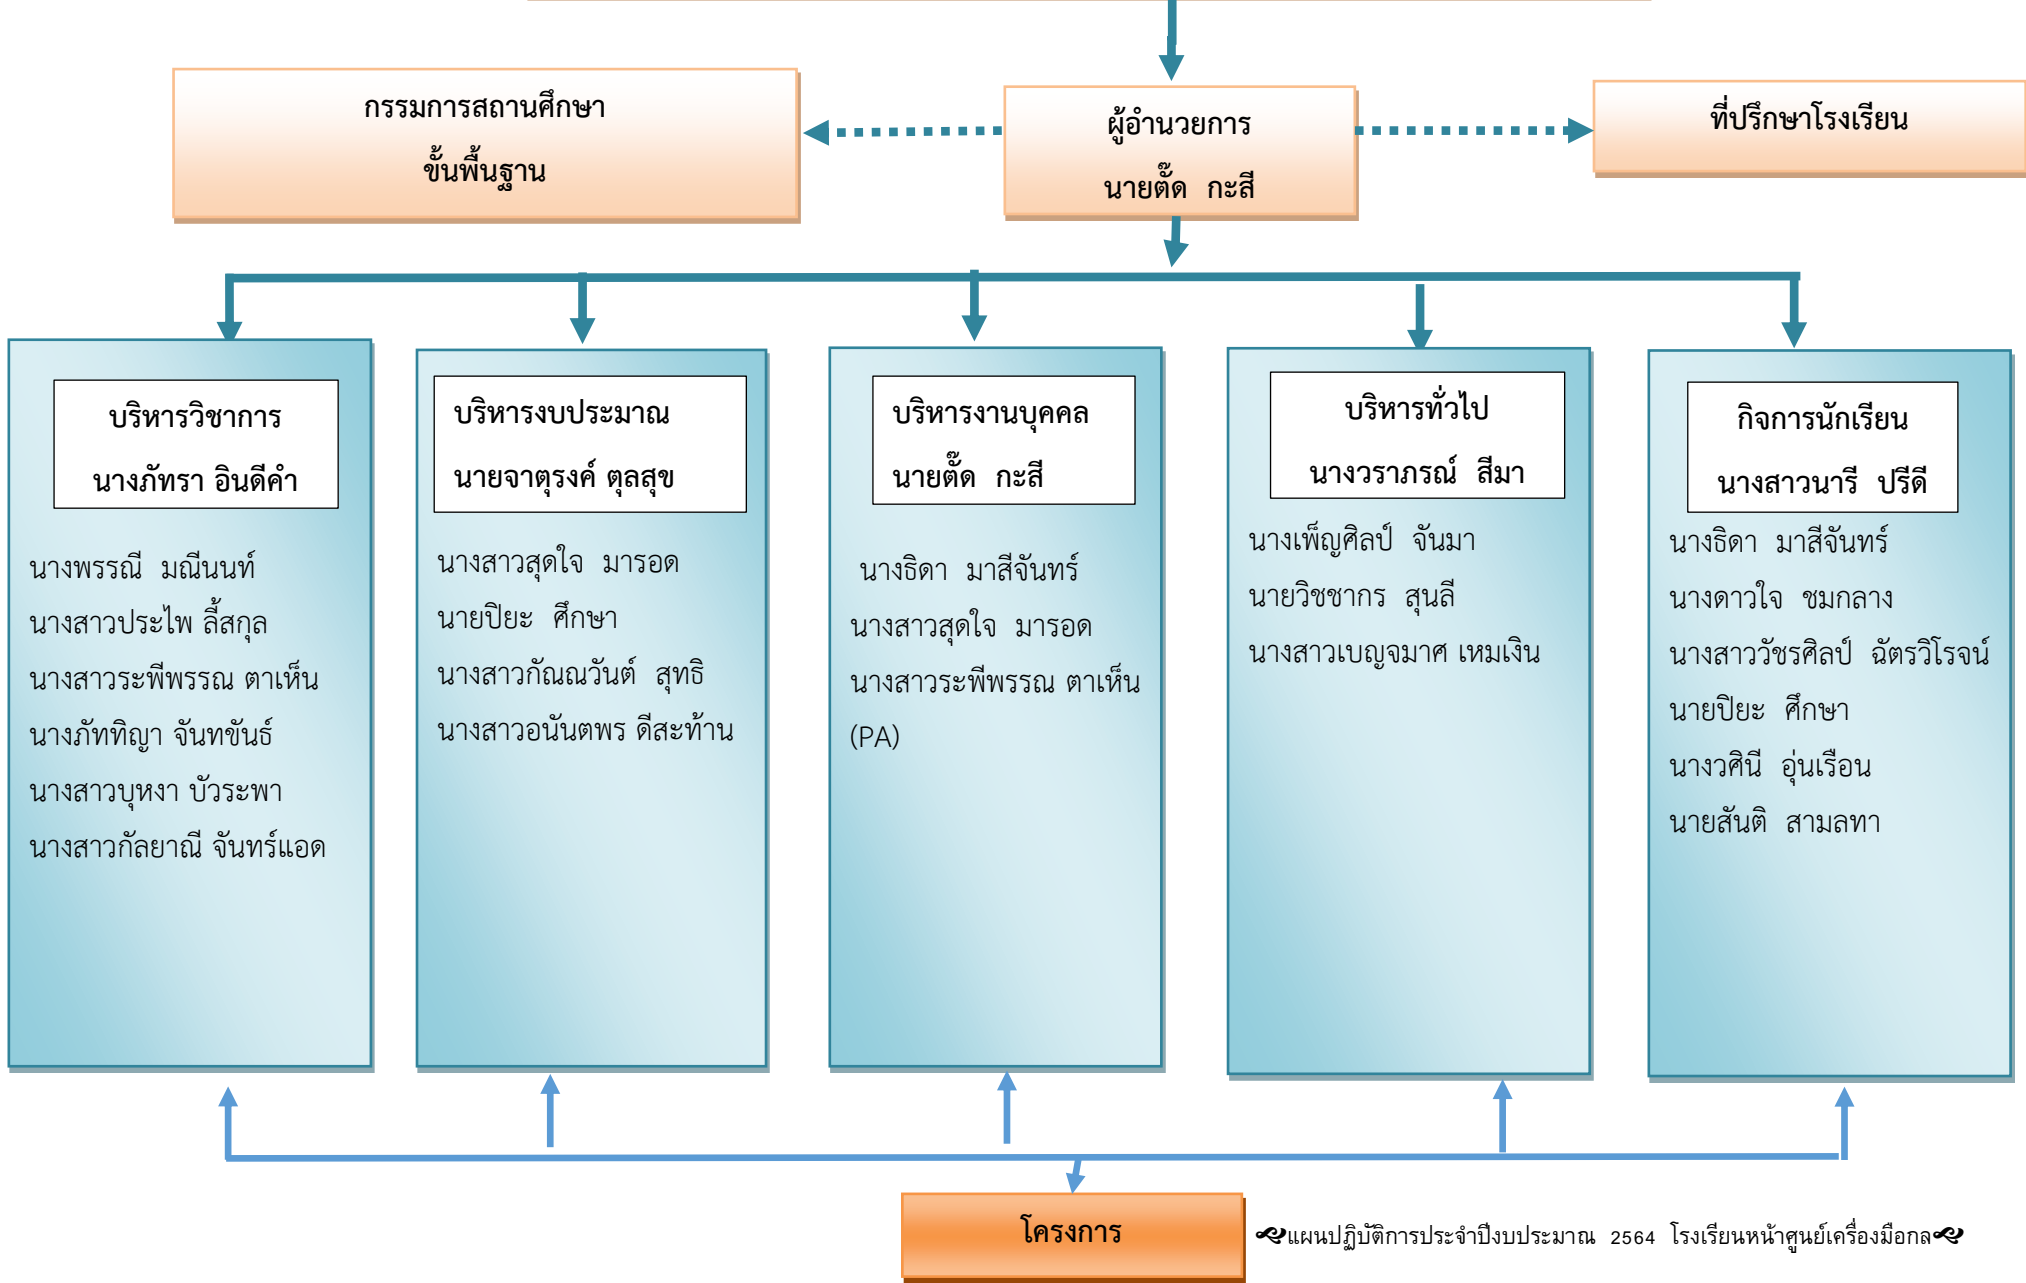 กรรมการสถานศึกษา
ขั้นพื้นฐาน
ผู้อำนวยการ
นายตั๊ด กะสี
ที่ปรึกษาโรงเรียน
บริหารวิชาการ
นางภัทรา อินดีคำ
นางพรรณี มณีนนท์
นางสาวประไพ ลี้สกุล
นางสาวระพีพรรณ ตาเห็น
นางภัททิญา จันทขันธ์
นางสาวบุหงา บัวระพา
นางสาวกัลยาณี จันทร์แอด
บริหารงบประมาณ
นายจาตุรงค์ ตุลสุข
นางสาวสุดใจ มารอด
นายปิยะ ศึกษา
นางสาวกัณณวันต์ สุทธิ
นางสาวอนันตพร ดีสะท้าน
บริหารงานบุคคล
นายตั๊ด กะสี
นางธิดา มาสีจันทร์
นางสาวสุดใจ มารอด
นางสาวระพีพรรณ ตาเห็น
(PA)
บริหารทั่วไป
นางวราภรณ์ สีมา
นางเพ็ญศิลป์ จันมา
นายวิชชากร สุนลี
นางสาวเบญจมาศ เหมเงิน
กิจการนักเรียน
นางสาวนารี ปรีดี
นางธิดา มาสีจันทร์
นางดาวใจ ชมกลาง
นางสาววัชรศิลป์ ฉัตรวิโรจน์
นายปิยะ ศึกษา
นางวศินี อุ่นเรือน
นายสันติ สามลทา
โครงการ
แผนปฏิบัติการประจำปีงบประมาณ 2564 โรงเรียนหน้าศูนย์เครื่องมือกล